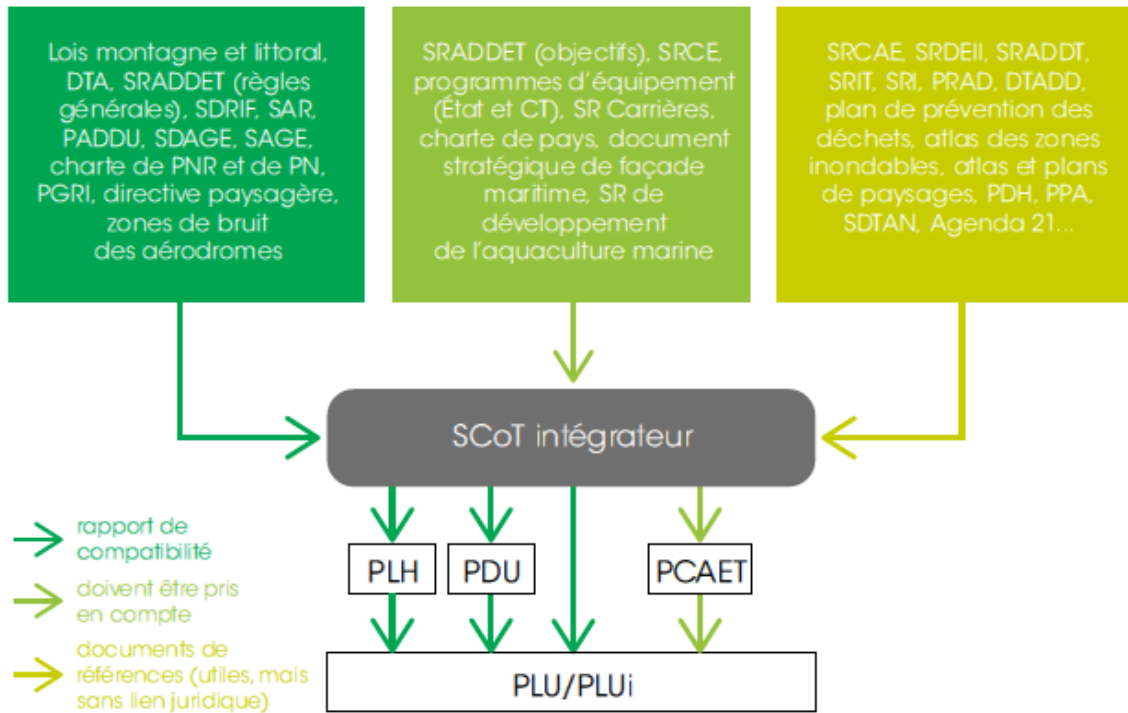 Lois montagne et littoral,
DTA, SRADDET (règles
générales), SDRIF, SAR,
PADDU, SDAGE, SAGE,
charte de PNR et de PN,
PGRI, directive paysagère,
zones de bruit
des aérodromes
SRADDET (objectifs), SRCE,
programmes d'équipement
(État et CT), SR Carrières,
charte de pays, document
stratégique de façade
maritime, SR de
développement
de l'aquaculture marine
SRCAE, SRDEII, SRADDT,
SRIT, SRI, PRAD, DTADD,
plan de prévention des
déchets, atlas des zones
inondables, atlas et plans
de paysages, PDH, PPA,
SDTAN, Agenda 21...
SCoT intégrateur
rapport de
compatibilité
doivent être pris
en compte
documents de
références (utiles, mais
sans lien juridique)
PLH
PDU
PCAET
PLU/PLUi